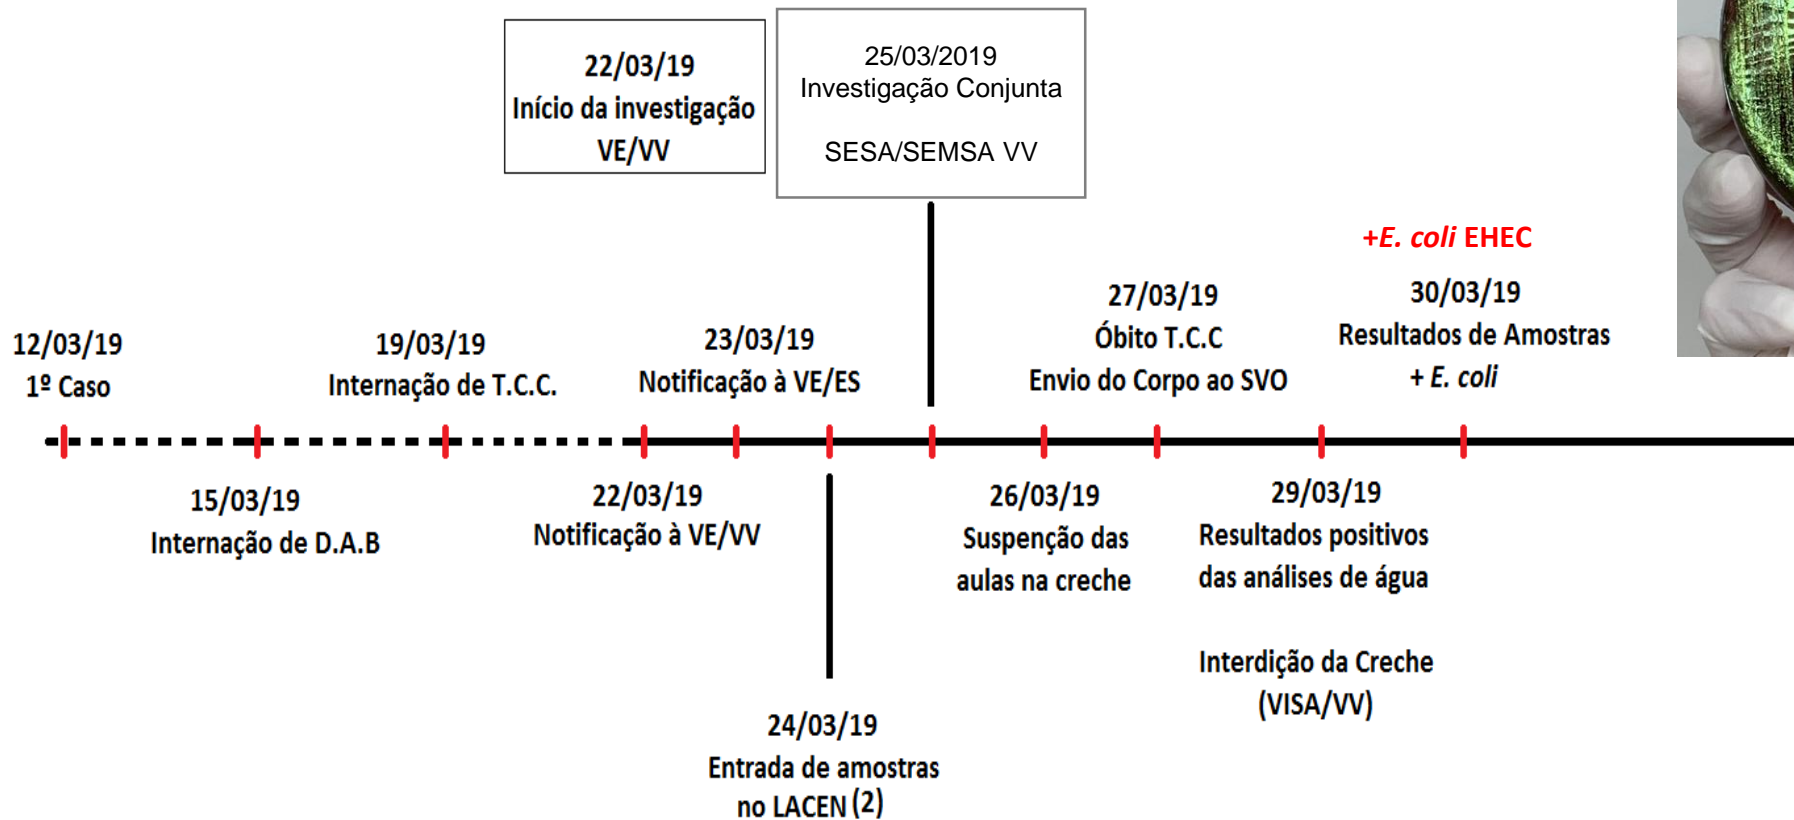 22/03/19
Início da investigação
VE/VV
25/03/2019
Investigação Conjunta
SESA/SEMSA VV
+E. coli EHEC
12/03/19
1º Caso
19/03/19
Internação de T.C.C.
23/03/19
Notificação à VE/ES
27/03/19
Óbito T.C.C
Envio do Corpo ao SVO
30/03/19
Resultados de Amostras
+ E. coli
15/03/19
Internação de D.A.B
22/03/19
Notificação à VE/VV
24/03/19
Entrada de amostras
no LACEN (2)
26/03/19
Suspenção das
aulas na creche
29/03/19
Resultados positivos
das análises de água
Interdição da Creche
(VISA/VV)